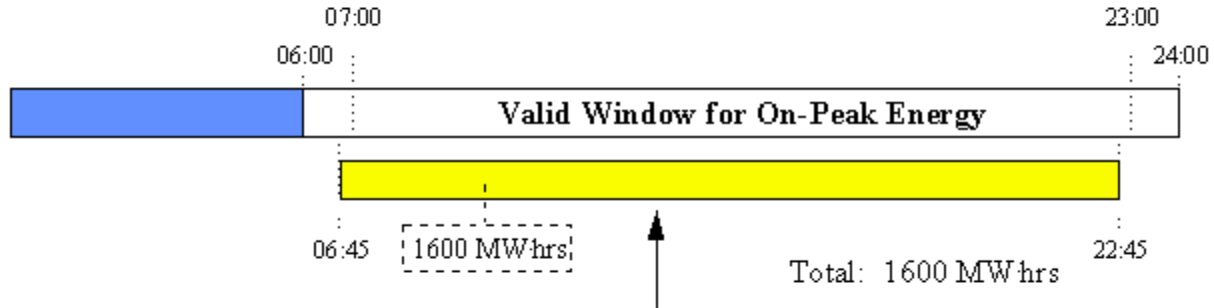 07:00 23:00
06:00 24:00
Valid Window for On-Peak Energy
06:45 1600 MWhrs 22:45
Total: 1600 MWhrs